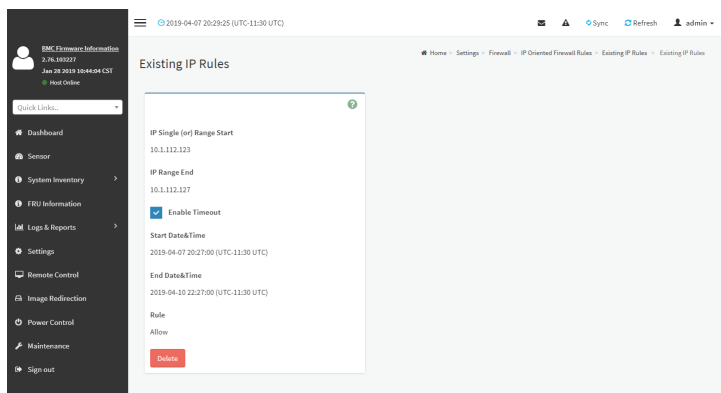 2019-04-07 20:29:25 (UTC-11:30 UTC)
Sync
Refresh
admin
BMC Firmware Information
2.76.103227
Jan 28 2019 10:44:04 CST
Host Online
Quick Links..
Dashboard
Sensor
System Inventory
FRU Information
Logs & Reports
Settings
Remote Control
Image Redirection
Power Control
Maintenance
Sign out
Existing IP Rules
Home > Settings > Firewall > IP Oriented Firewall Rules > Existing IP Rules > Existing IP Rules
IP Single (or) Range Start
10.1.112.123
IP Range End
10.1.112.127
Enable Timeout
Start Date&Time
2019-04-07 20:27:00 (UTC-11:30 UTC)
End Date&Time
2019-04-10 22:27:00 (UTC-11:30 UTC)
Rule
Allow
Delete